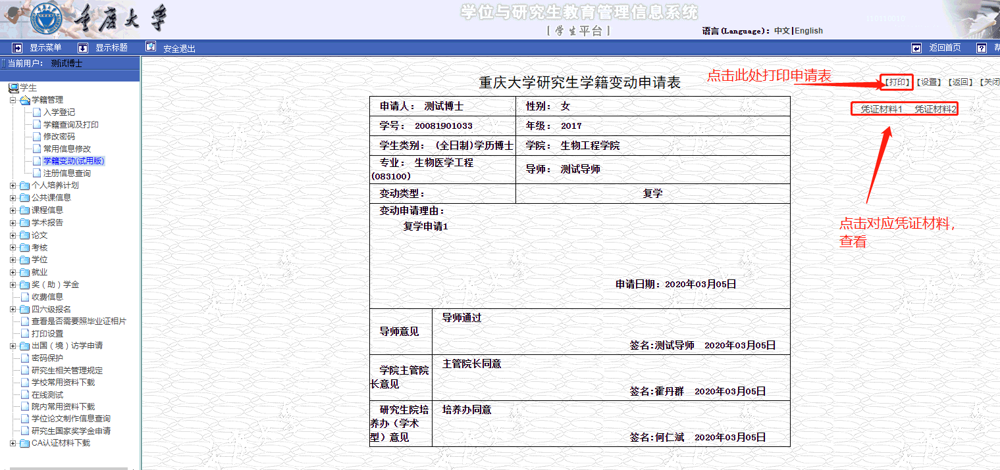 重庆大学
学位与研究生教育管理信息系统
[ 学生平台 ]
110110010
语言(Language): 中文|English
显示菜单 显示标题 安全退出 返回首页
当前用户: 测试博士
学生
学籍管理
入学登记
学籍查询及打印
修改密码
常用信息修改
学籍变动(试用版)
注册信息查询
个人培养计划
公共课信息
课程信息
学术报告
论文
考核
学位
就业
奖(助)学金
收费信息
四六级报名
查看是否需要照毕业证相片
打印设置
出国(境)访学申请
密码保护
研究生相关管理规定
学校常用资料下载
在线测试
院内常用资料下载
学位论文制作信息查询
研究生国家奖学金申请
CA认证材料下载
重庆大学研究生学籍变动申请表
点击此处打印申请表
【打印】【设置】【返回】【关闭
凭证材料1 凭证材料2
点击对应凭证材料,
查看
申请人: 测试博士 性别: 女
学号: 20081901033 年级: 2017
学生类别: (全日制)学历博士 学院: 生物工程学院
专业: 生物医学工程
(083100)
导师: 测试导师
变动类型: 复学
变动申请理由:
复学申请1
申请日期: 2020年03月05日
导师意见
导师通过
签名:测试导师 2020年03月05日
学院主管院
长意见
主管院长同意
签名:霍丹群 2020年03月05日
研究生院培
养办(学术
型)意见
培养办同意
签名:何仁斌 2020年03月05日